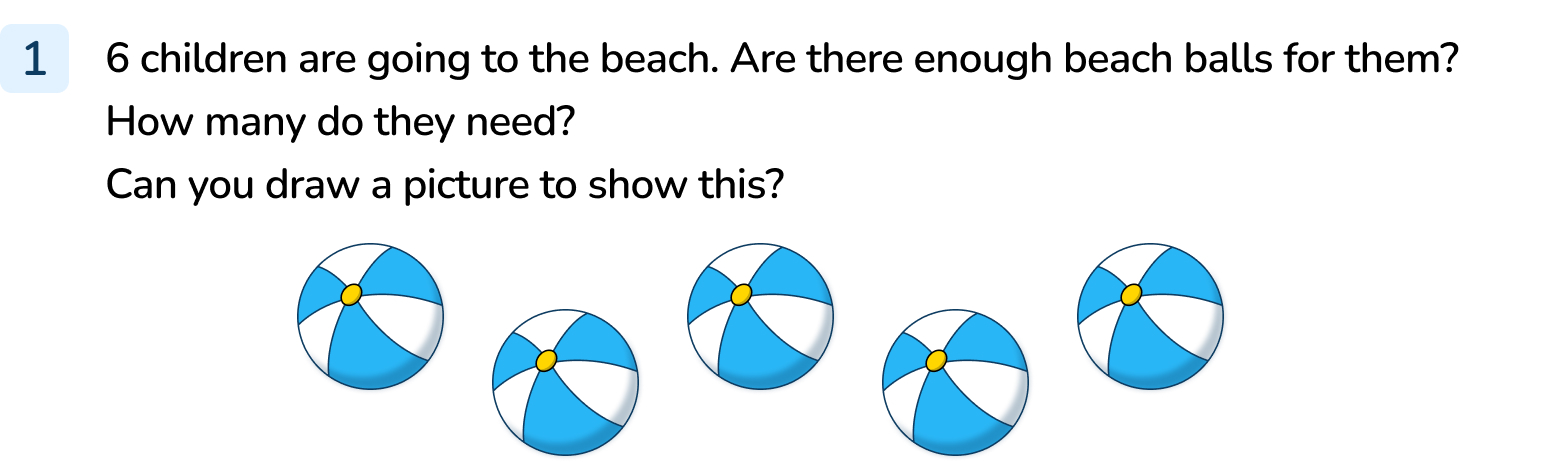 1 6 children are going to the beach. Are there enough beach balls for them?
How many do they need?
Can you draw a picture to show this?